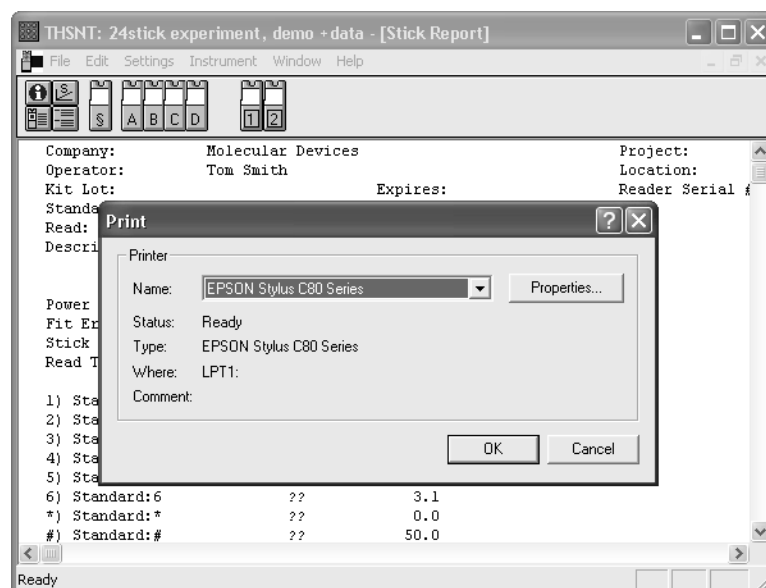 THSNT: 24stick experiment, demo +data - [Stick Report]
File Edit Settings Instrument Window Help
S
§ A B C D 1 2
Company: Molecular Devices Project:
Operator: Tom Smith Location:
Kit Lot: Expires: Reader Serial #
Standa
Read:
Descri
Print
Printer
Name: EPSON Stylus C80 Series Properties...
Power
Status: Ready
Fit Er
Type: EPSON Stylus C80 Series
Stick
Where: LPT1:
Read T
Comment:
1) Sta
2) Sta
3) Sta
4) Sta
OK Cancel
5) Sta
6) Standard:6 ?? 3.1
*) Standard:* ?? 0.0
#) Standard:# ?? 50.0
Ready